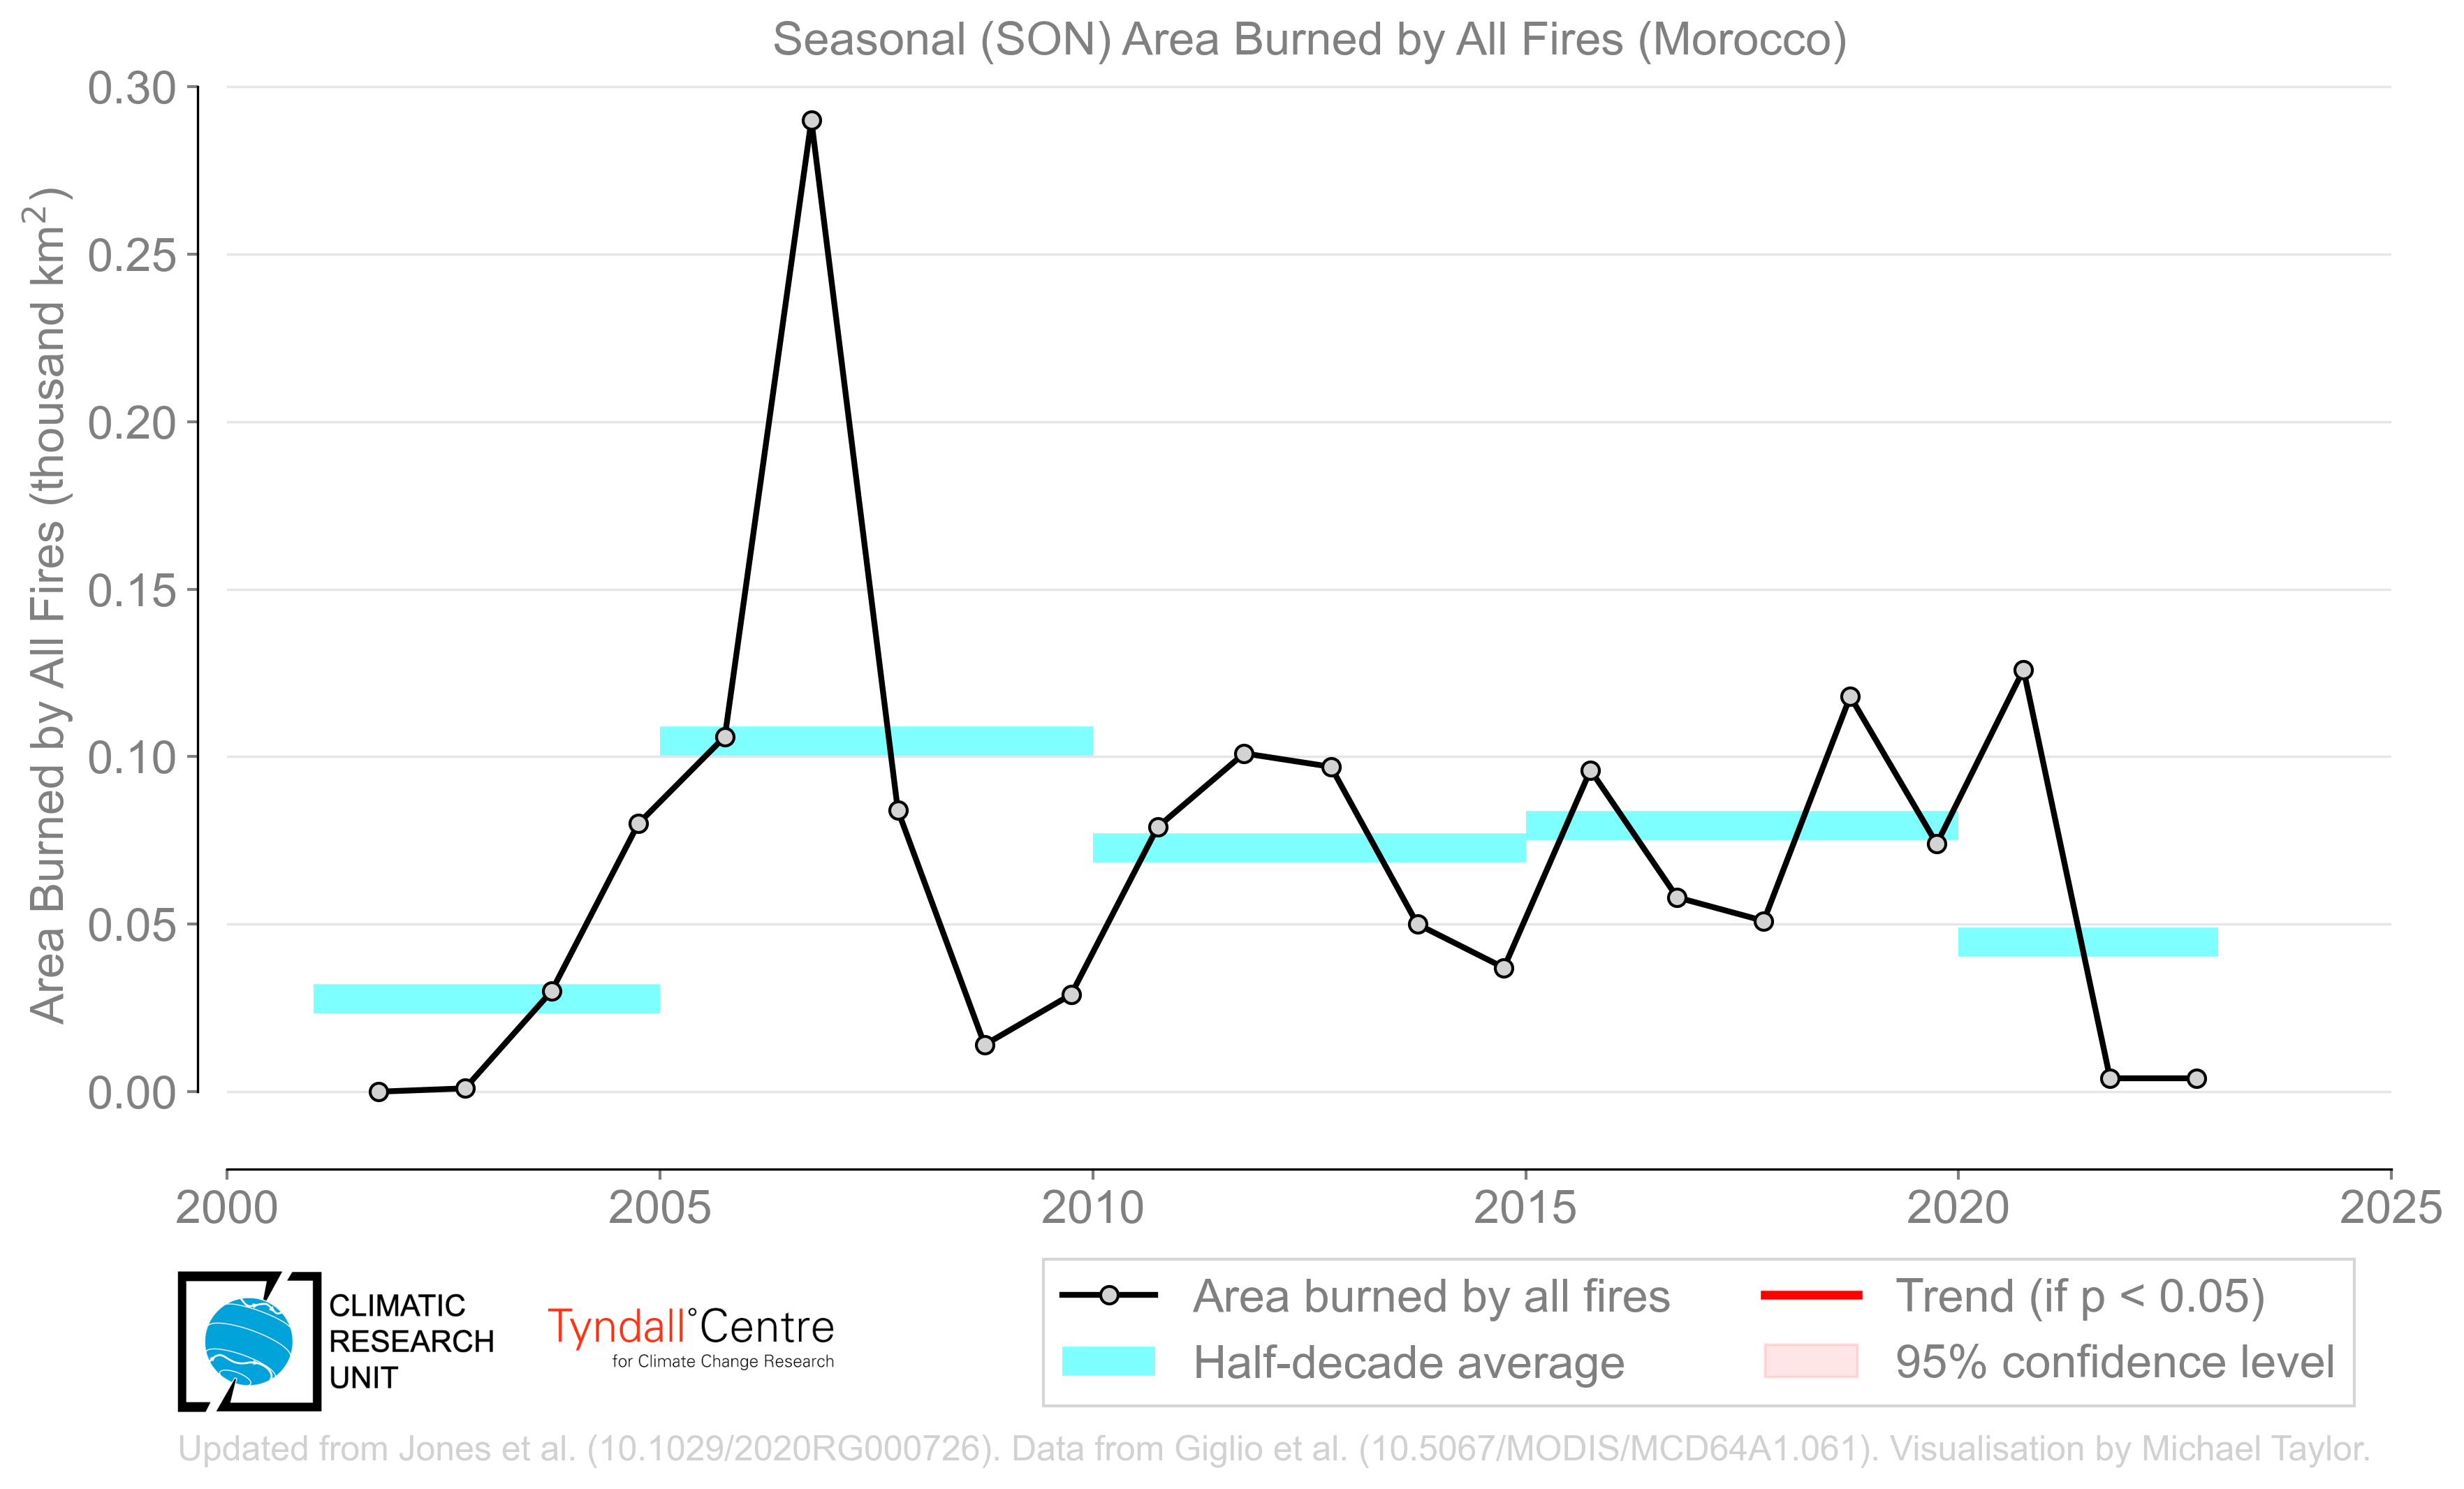 Seasonal (SON) Area Burned by All Fires (Morocco)
Area Burned by All Fires (thousand km²)
0.30
0.25
0.20
0.15
0.10
0.05
0.00
2000 2005 2010 2015 2020 2025
CLIMATIC
RESEARCH
UNIT
Tyndall°Centre
for Climate Change Research
Area burned by all fires
Half-decade average
Trend (if p < 0.05)
95% confidence level
Updated from Jones et al. (10.1029/2020RG000726). Data from Giglio et al. (10.5067/MODIS/MCD64A1.061). Visualisation by Michael Taylor.